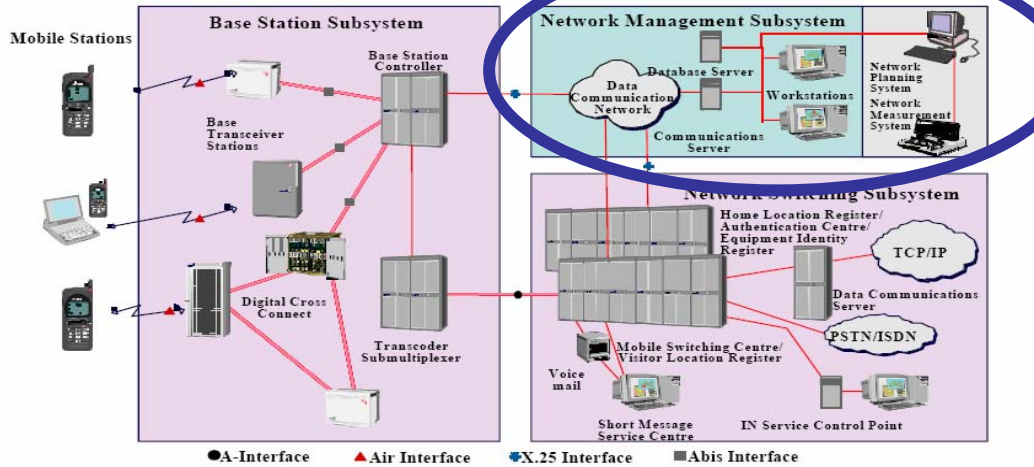 Mobile Stations
Base Station Subsystem
Base Station
Controller
Base
Transceiver
Stations
Digital Cross
Connect
Transcoder
Submultiplexer
Network Management Subsystem
Database Server
Data
Communication
Network
Workstations
Communications
Server
Network
Planning
System
Network
Measurement
System
Network Switching Subsystem
Home Location Register/
Authentication Centre/
Equipment Identity
Register
TCP/IP
Data Communications
Server
PSTN/ISDN
Mobile Switching Centre/
Visitor Location Register
Voice
mail
Short Message
Service Centre
IN Service Control Point
A-Interface Air Interface X.25 Interface Abis Interface